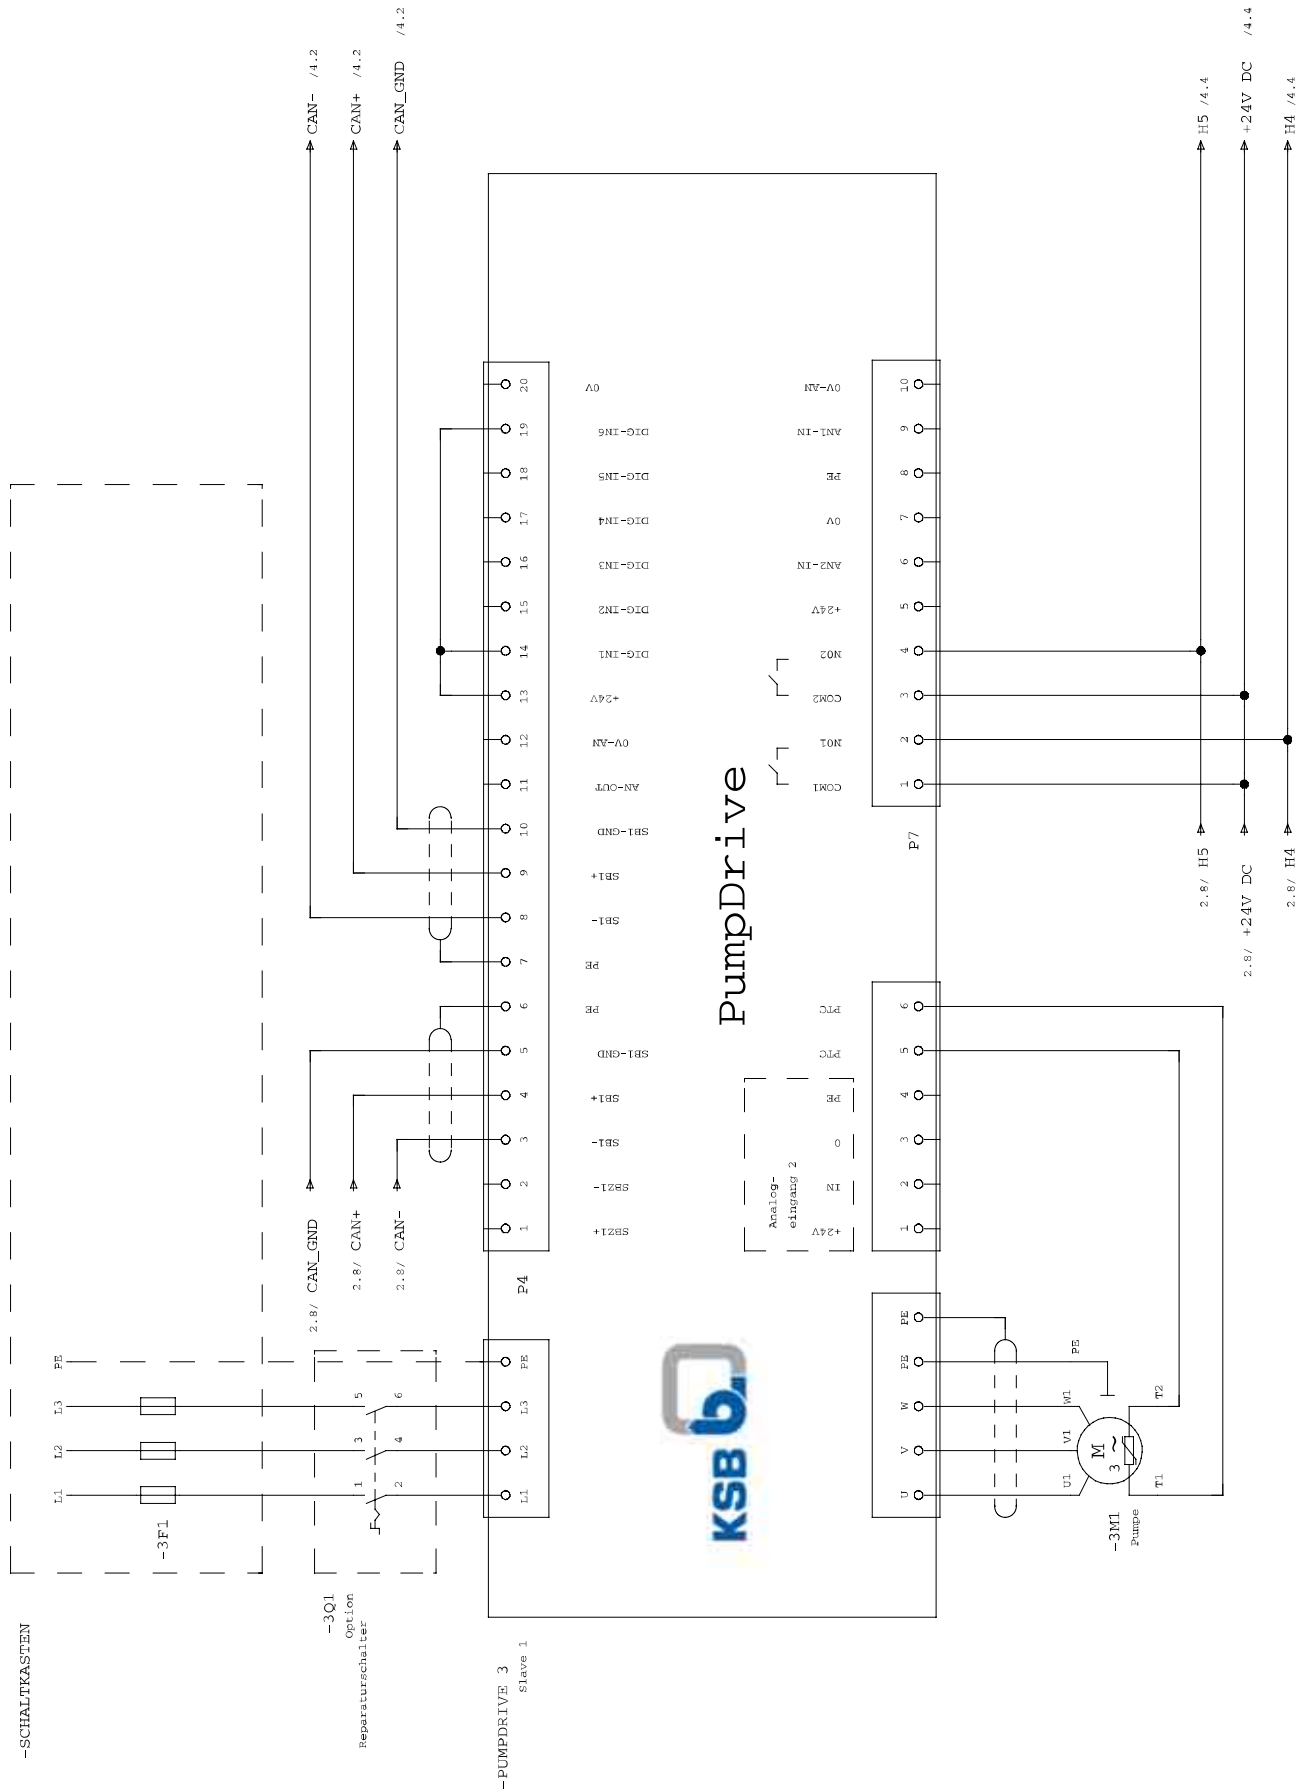 -SCHALTKASTEN
L1
L2
L3
PE
-3F1
-3Q1
Option
Reparaturschalter
1
3
5
2
4
6
2.8/ CAN_GND
2.8/ CAN+
2.8/ CAN-
CAN- /4.2
CAN+ /4.2
CAN_GND /4.2
-PUMPDRIVE 3
Slave 1
L1
L2
L3
PE
P4
1
2
3
4
5
6
7
8
9
10
11
12
13
14
15
16
17
18
19
20
SBZ1+
SBZ1-
SB1-
SB1+
SB1-GND
PE
PE
SB1-
SB1+
SB1-GND
AN-OUT
0V-AN
+24V
DIG-IN1
DIG-IN2
DIG-IN3
DIG-IN4
DIG-IN5
DIG-IN6
0V
KSB
PumpDrive
Analog-
eingang 2
+24V
IN
0
PE
PTC
PTC
COM1
NO1
COM2
NO2
+24V
AN2-IN
0V
PE
AN1-IN
0V-AN
U
V
W
PE
PE
1
2
3
4
5
6
P7
1
2
3
4
5
6
7
8
9
10
U1
V1
W1
PE
M
3 ~
T1
T2
-3M1
Pumpe
2.8/ H5
2.8/ +24V DC
2.8/ H4
H5 /4.4
+24V DC /4.4
H4 /4.4